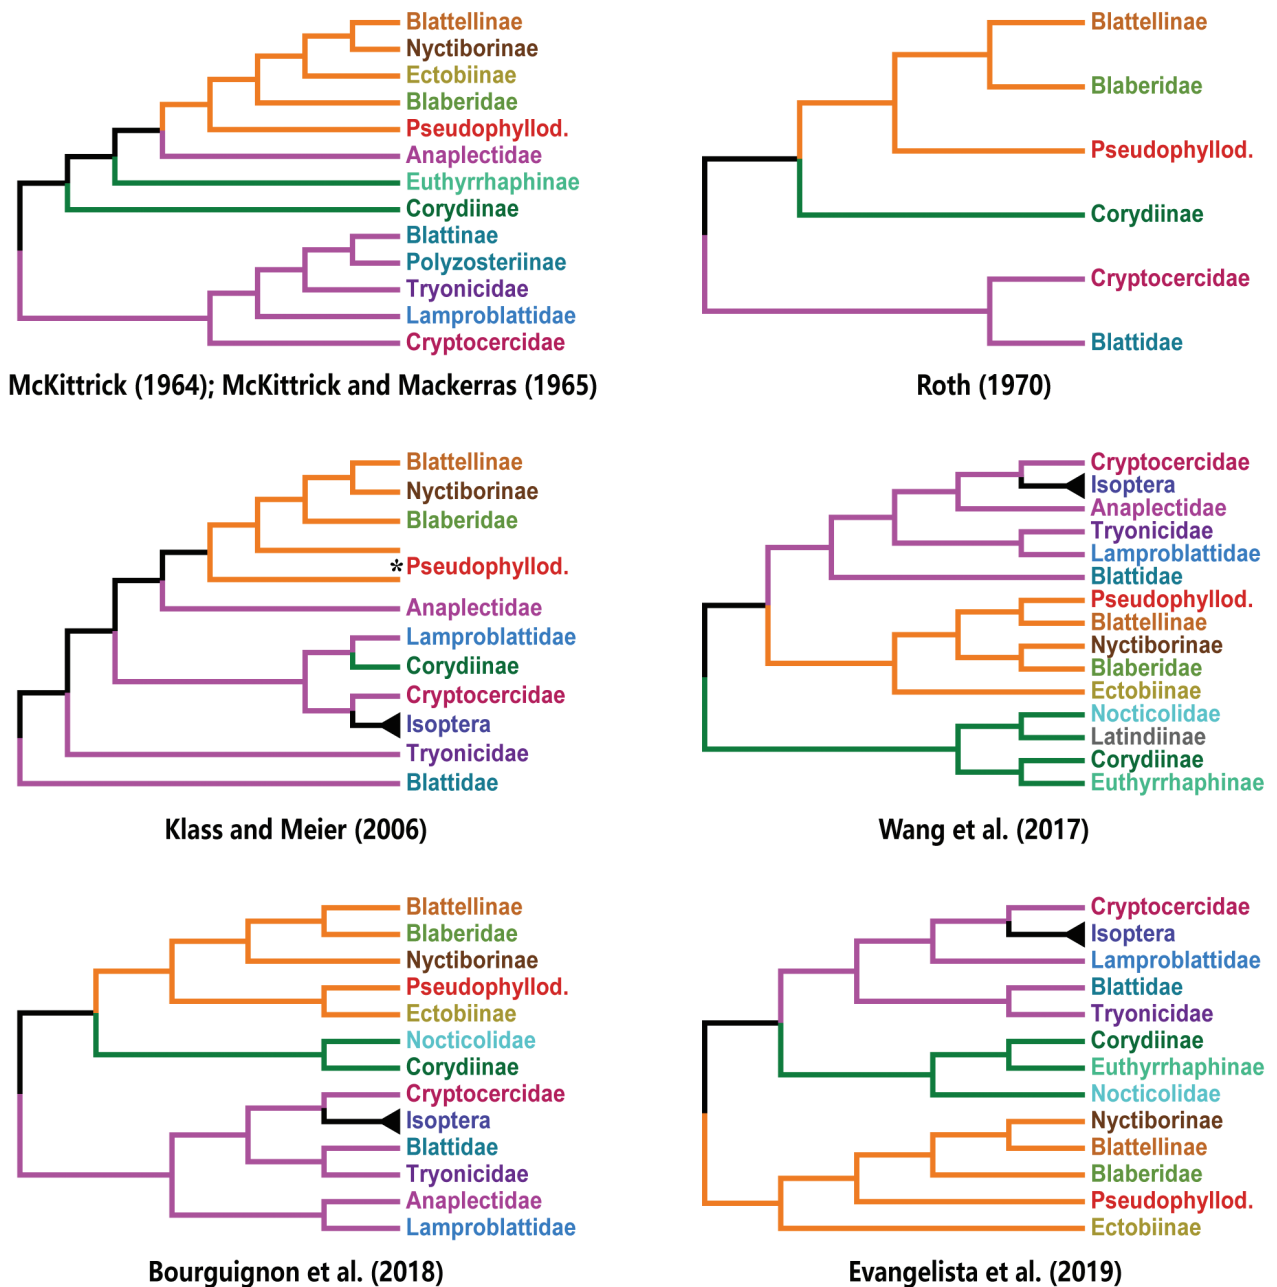 Blattellinae
Nyctiborinae
Ectobiinae
Blaberidae
Pseudophyllod.
Anaplectidae
Euthyrrhaphinae
Corydiinae
Blattinae
Polyzosteriinae
Tryonicidae
Lamproblattidae
Cryptocercidae
McKittrick (1964); McKittrick and Mackerras (1965)
Blattellinae
Blaberidae
Pseudophyllod.
Corydiinae
Cryptocercidae
Blattidae
Roth (1970)
Blattellinae
Nyctiborinae
Blaberidae
*Pseudophyllod.
Anaplectidae
Lamproblattidae
Corydiinae
Cryptocercidae
Isoptera
Tryonicidae
Blattidae
Klass and Meier (2006)
Cryptocercidae
Isoptera
Anaplectidae
Tryonicidae
Lamproblattidae
Blattidae
Pseudophyllod.
Blattellinae
Nyctiborinae
Blaberidae
Ectobiinae
Nocticolidae
Latindiinae
Corydiinae
Euthyrrhaphinae
Wang et al. (2017)
Blattellinae
Blaberidae
Nyctiborinae
Pseudophyllod.
Ectobiinae
Nocticolidae
Corydiinae
Cryptocercidae
Isoptera
Blattidae
Tryonicidae
Anaplectidae
Lamproblattidae
Bourguignon et al. (2018)
Cryptocercidae
Isoptera
Lamproblattidae
Blattidae
Tryonicidae
Corydiinae
Euthyrrhaphinae
Nocticolidae
Nyctiborinae
Blattellinae
Blaberidae
Pseudophyllod.
Ectobiinae
Evangelista et al. (2019)